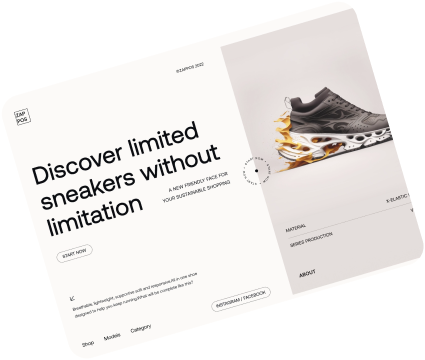 ZAP
POS
©ZAPPOS 2022
Discover limited
sneakers without
limitation
A NEW FRIENDLY FACE FOR
YOUR SUSTAINABLE SHOPPING
START NOW
Breathable, lightweight, supportive soft and responsive. All in one shoe
designed to help you keep running. What will be complete like this?
Shop Models Category
INSTAGRAM / FACEBOOK
MATERIAL
X-ELASTIC
SERIES PRODUCTION
ABOUT